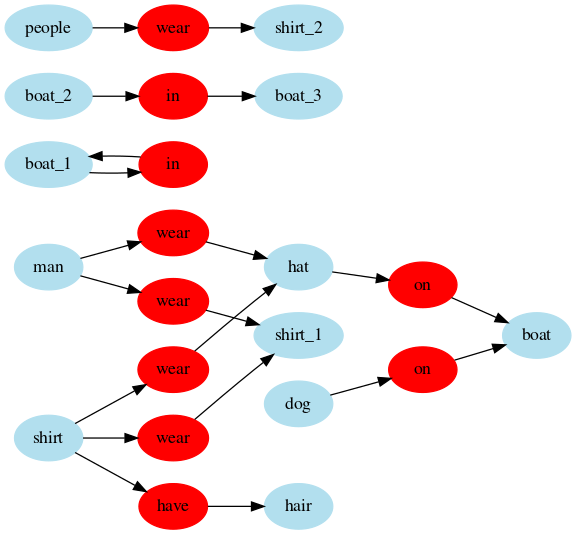 people wear shirt_2
boat_2 in boat_3
boat_1 in
wear
man hat
wear on
shirt_1 boat
wear on
dog
shirt wear
have hair